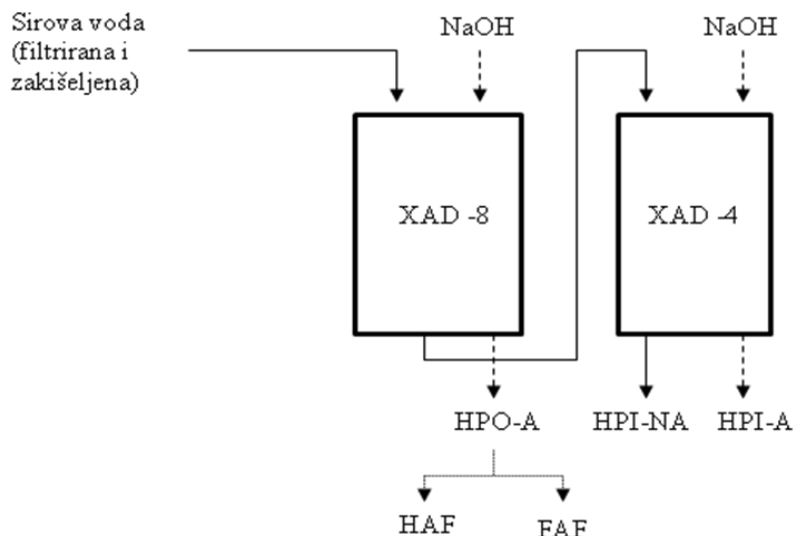 Sirova voda
(filtrirana i
zakišeljena)
NaOH
NaOH
XAD -8
XAD -4
HPO-A
HPI-NA
HPI-A
HAF
FAF